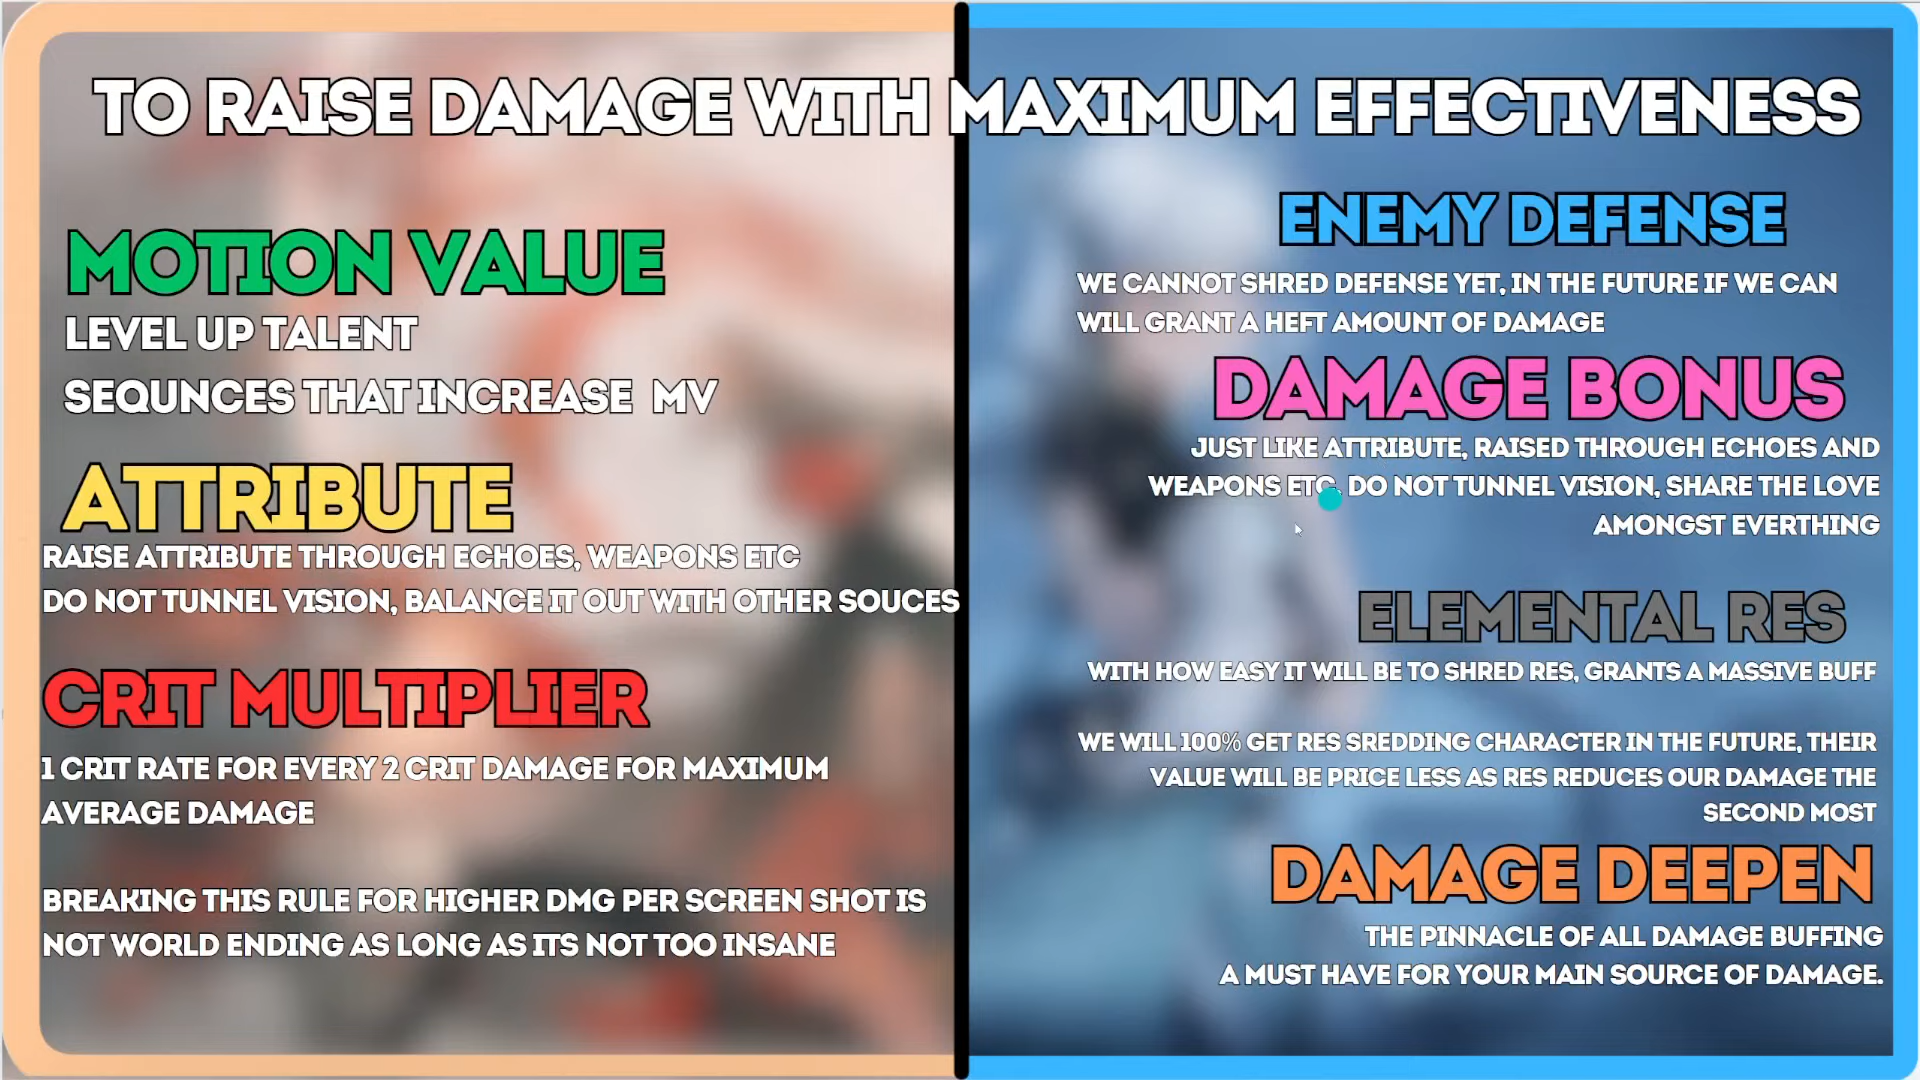 TO RAISE DAMAGE WITH MAXIMUM EFFECTIVENESS
MOTION VALUE
LEVEL UP TALENT
SEQUNCES THAT INCREASE MV
ATTRIBUTE
RAISE ATTRIBUTE THROUGH ECHOES, WEAPONS ETC
DO NOT TUNNEL VISION, BALANCE IT OUT WITH OTHER SOUCES
CRIT MULTIPLIER
1 CRIT RATE FOR EVERY 2 CRIT DAMAGE FOR MAXIMUM
AVERAGE DAMAGE
BREAKING THIS RULE FOR HIGHER DMG PER SCREEN SHOT IS
NOT WORLD ENDING AS LONG AS ITS NOT TOO INSANE
ENEMY DEFENSE
WE CANNOT SHRED DEFENSE YET, IN THE FUTURE IF WE CAN
WILL GRANT A HEFT AMOUNT OF DAMAGE
DAMAGE BONUS
JUST LIKE ATTRIBUTE, RAISED THROUGH ECHOES AND
WEAPONS ETC. DO NOT TUNNEL VISION, SHARE THE LOVE
AMONGST EVERTHING
ELEMENTAL RES
WITH HOW EASY IT WILL BE TO SHRED RES, GRANTS A MASSIVE BUFF
WE WILL 100% GET RES SREDDING CHARACTER IN THE FUTURE, THEIR
VALUE WILL BE PRICE LESS AS RES REDUCES OUR DAMAGE THE
SECOND MOST
DAMAGE DEEPEN
THE PINNACLE OF ALL DAMAGE BUFFING
A MUST HAVE FOR YOUR MAIN SOURCE OF DAMAGE.